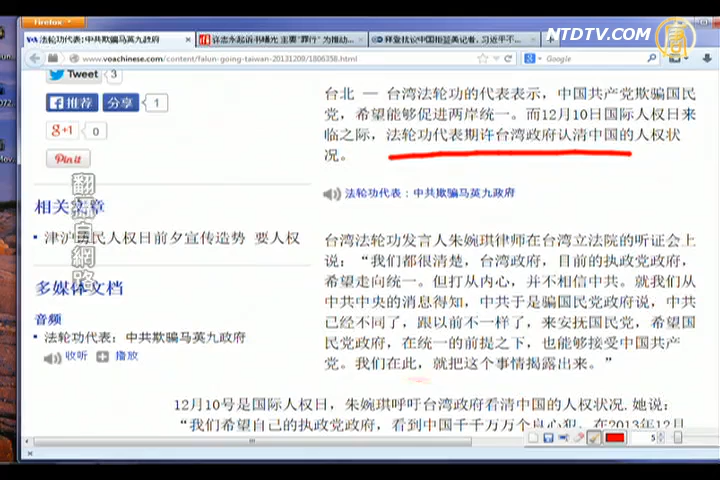 Firefox
NTDTV.COM
VOA 法轮功代表:中共欺骗马英九政府
许志永起诉书曝光 主要"罪行"为推动...
拜登批评中国拒签美记者, 习近平不...
www.voachinese.com/content/falun-going-taiwan-20131209/1806358.html
Google
Tweet 3
推荐 分享 1
g+1 0
Pin it
相关文章
津沪访民人权日前夕宣传造势 要人权
多媒体文档
音频
法轮功代表: 中共欺骗马英九政府
收听 播放
翻牆自網路
台北 — 台湾法轮功的代表表示, 中国共产党欺骗国民
党, 希望能够促进两岸统一。而12月10日国际人权日来
临之际, 法轮功代表期许台湾政府认清中国的人权状
况。
法轮功代表: 中共欺骗马英九政府
台湾法轮功发言人朱婉琪律师在台湾立法院的听证会上
说: "我们都很清楚, 台湾政府, 目前的执政党政府,
希望走向统一。但打从内心, 并不相信中共。就我们从
中共中央的消息得知, 中共于是骗国民党政府说, 中共
已经不同了, 跟以前不一样了, 来安抚国民党, 希望国
民党政府, 在统一的前提之下, 也能够接受中国共产
党。我们在此, 就把这个事情揭露出来。"
12月10号是国际人权日, 朱婉琪呼吁台湾政府看清中国的人权状况.她说:
"我们希望自己的执政党政府, 看到中国千千万万个良心犯, 在2013年12月
5
072.
Mov.